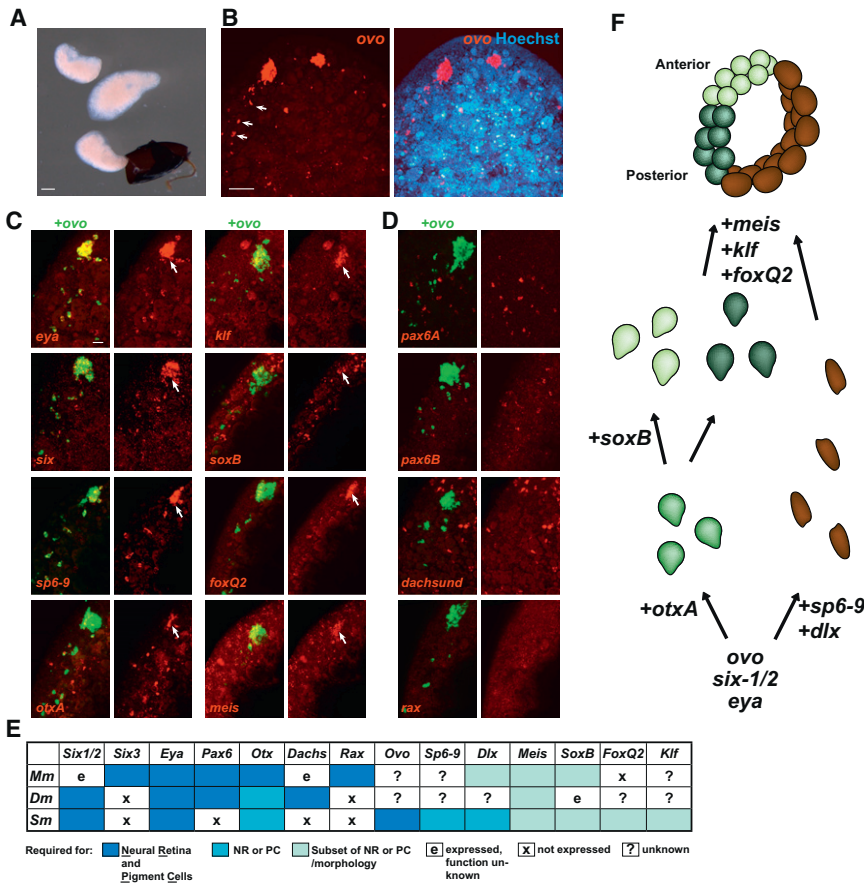 A
B
ovo
ovo Hoechst
C
+ovo
+ovo
eya
klf
six
soxB
sp6-9
foxQ2
otxA
meis
D
+ovo
pax6A
pax6B
dachsund
rax
E
Six1/2 Six3 Eya Pax6 Otx Dachs Rax Ovo Sp6-9 Dlx Meis SoxB FoxQ2 Klf
Mm e e ? ? x ?
Dm x x ? ? ? e ? ?
Sm x x x x
Required for:
Neural Retina
and
Pigment Cells
NR or PC
Subset of NR or PC
/morphology
e expressed,
function un-
known
x not expressed
? unknown
F
Anterior
Posterior
+meis
+klf
+foxQ2
+soxB
+otxA
+sp6-9
+dlx
ovo
six-1/2
eya